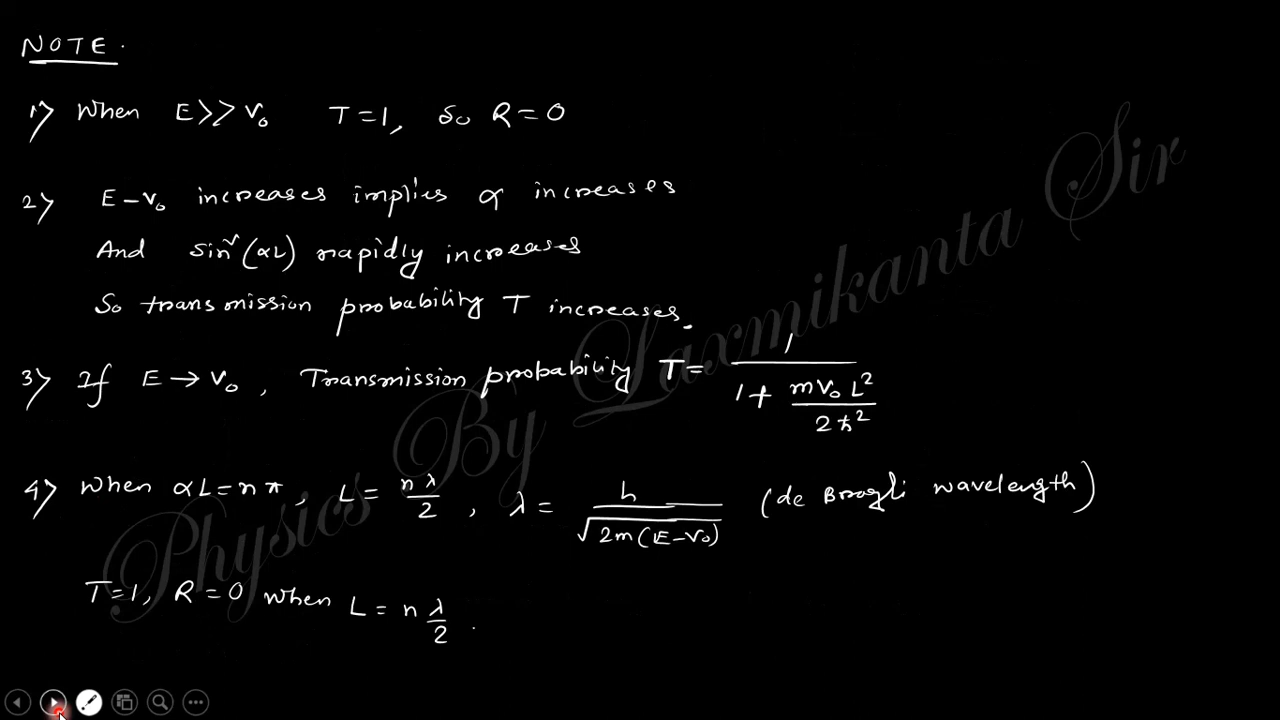 NOTE.
1) When E>>V₀ T=1, So R=0
2) E-V₀ increases implies α increases
And sin²(αL) rapidly increases
So transmission probability T increases.
3) If E→V₀, Transmission probability T = 1 / (1 + mV₀L²/2ħ²)
4) When αL=nπ, L = nλ/2, λ = h/√2m(E-V₀) (de Brogli wavelength)
T=1, R=0 when L = n λ/2.
Physics By Laxmikanta Sir